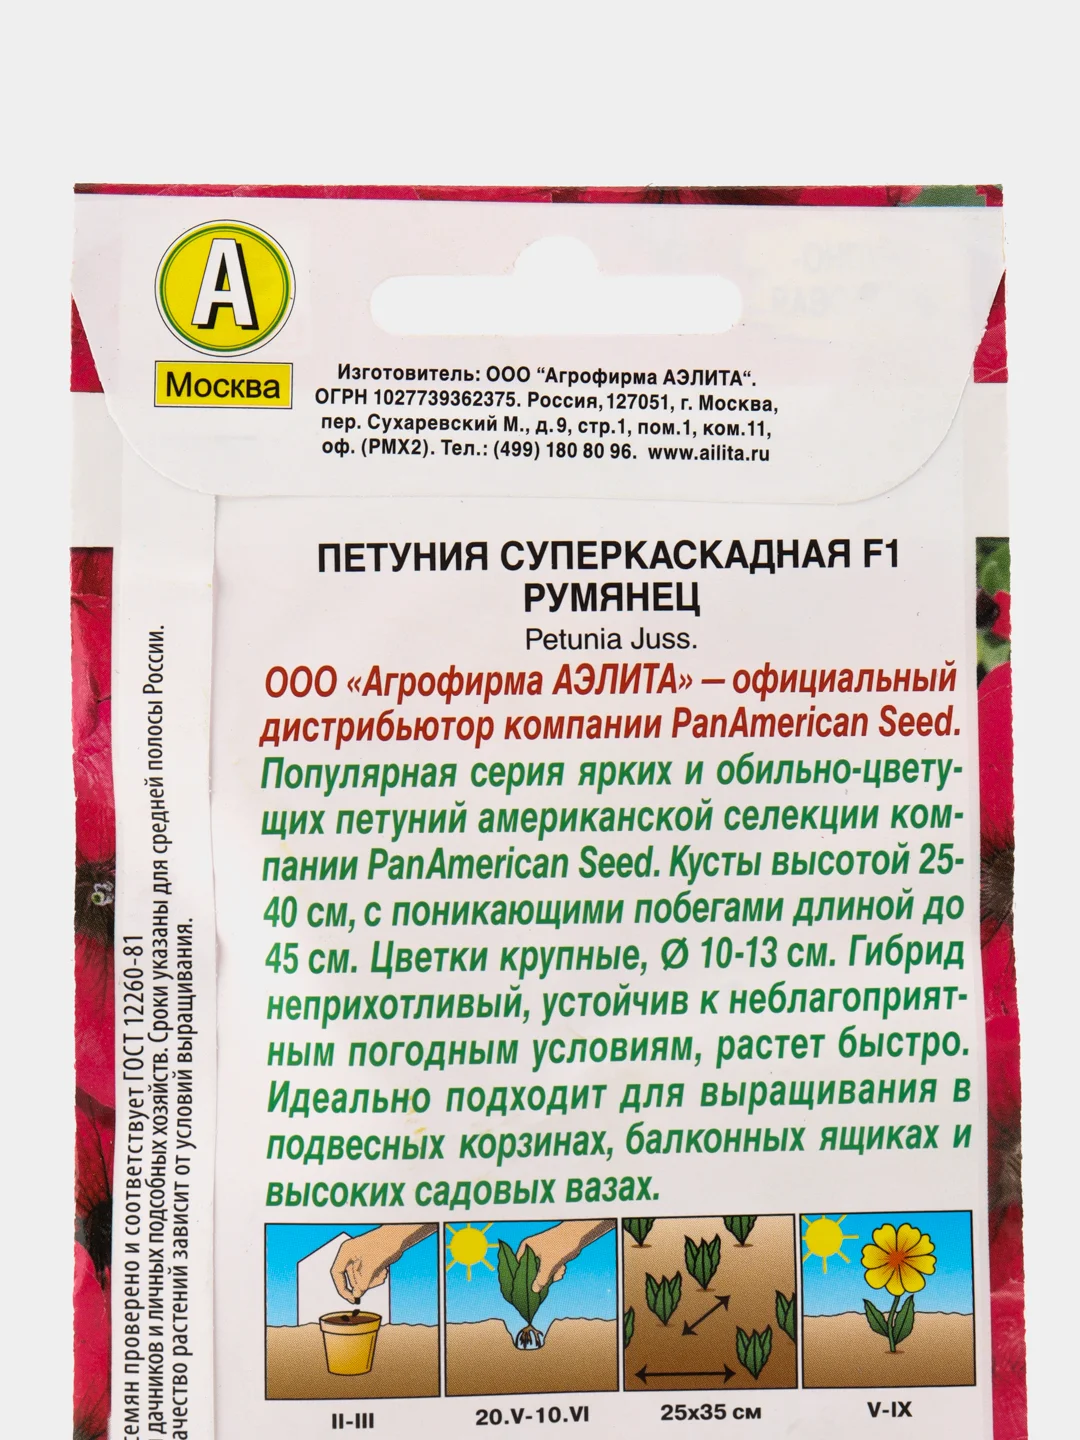 А
Москва
Изготовитель: ООО “Агрофирма АЭЛИТА“.
ОГРН 1027739362375. Россия, 127051, г. Москва,
пер. Сухаревский М., д.9, стр.1, пом.1, ком.11,
оф. (РМХ2). Тел.: (499) 180 80 96. www.ailita.ru
ПЕТУНИЯ СУПЕРКАСКАДНАЯ F1
РУМЯНЕЦ
Petunia Juss.
ООО «Агрофирма АЭЛИТА» — официальный
дистрибьютор компании PanAmerican Seed.
Популярная серия ярких и обильно-цвету-
щих петуний американской селекции ком-
пании PanAmerican Seed. Кусты высотой 25-
40 см, с поникающими побегами длиной до
45 см. Цветки крупные, Ø 10-13 см. Гибрид
неприхотливый, устойчив к неблагоприят-
ным погодным условиям, растет быстро.
Идеально подходит для выращивания в
подвесных корзинах, балконных ящиках и
высоких садовых вазах.
II-III
20.V-10.VI
25х35 см
V-IX
семян проверено и соответствует ГОСТ 12260-81
дачников и личных подсобных хозяйств. Сроки указаны для средней полосы России.
ачество растений зависит от условий выращивания.